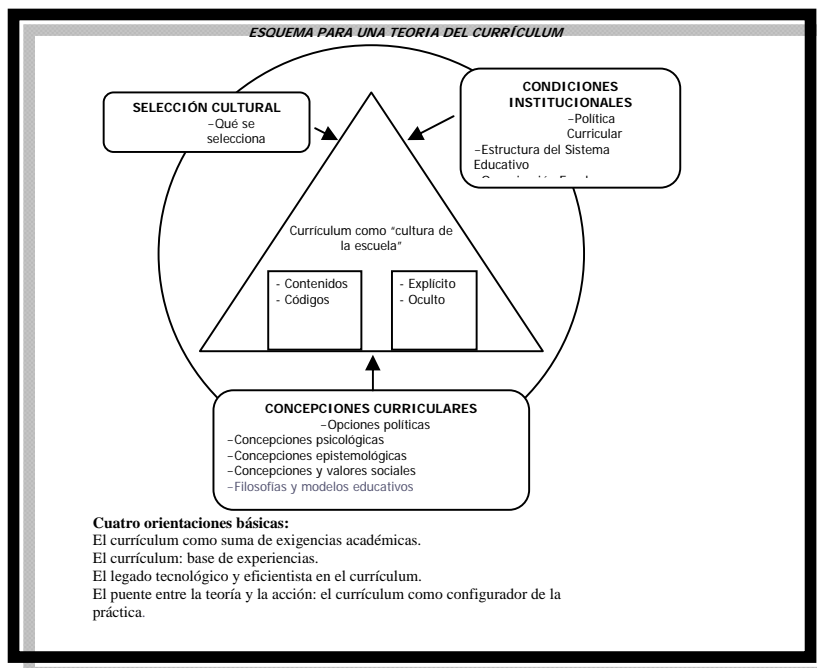 ESQUEMA PARA UNA TEORIA DEL CURRÍCULUM
SELECCIÓN CULTURAL
–Qué se
selecciona
CONDICIONES
INSTITUCIONALES
–Política
Curricular
–Estructura del Sistema
Educativo
Currículum como “cultura de
la escuela”
- Contenidos
- Códigos
- Explícito
- Oculto
CONCEPCIONES CURRICULARES
–Opciones políticas
–Concepciones psicológicas
–Concepciones epistemológicas
–Concepciones y valores sociales
–Filosofías y modelos educativos
Cuatro orientaciones básicas:
El currículum como suma de exigencias académicas.
El currículum: base de experiencias.
El legado tecnológico y eficientista en el currículum.
El puente entre la teoría y la acción: el currículum como configurador de la
práctica.